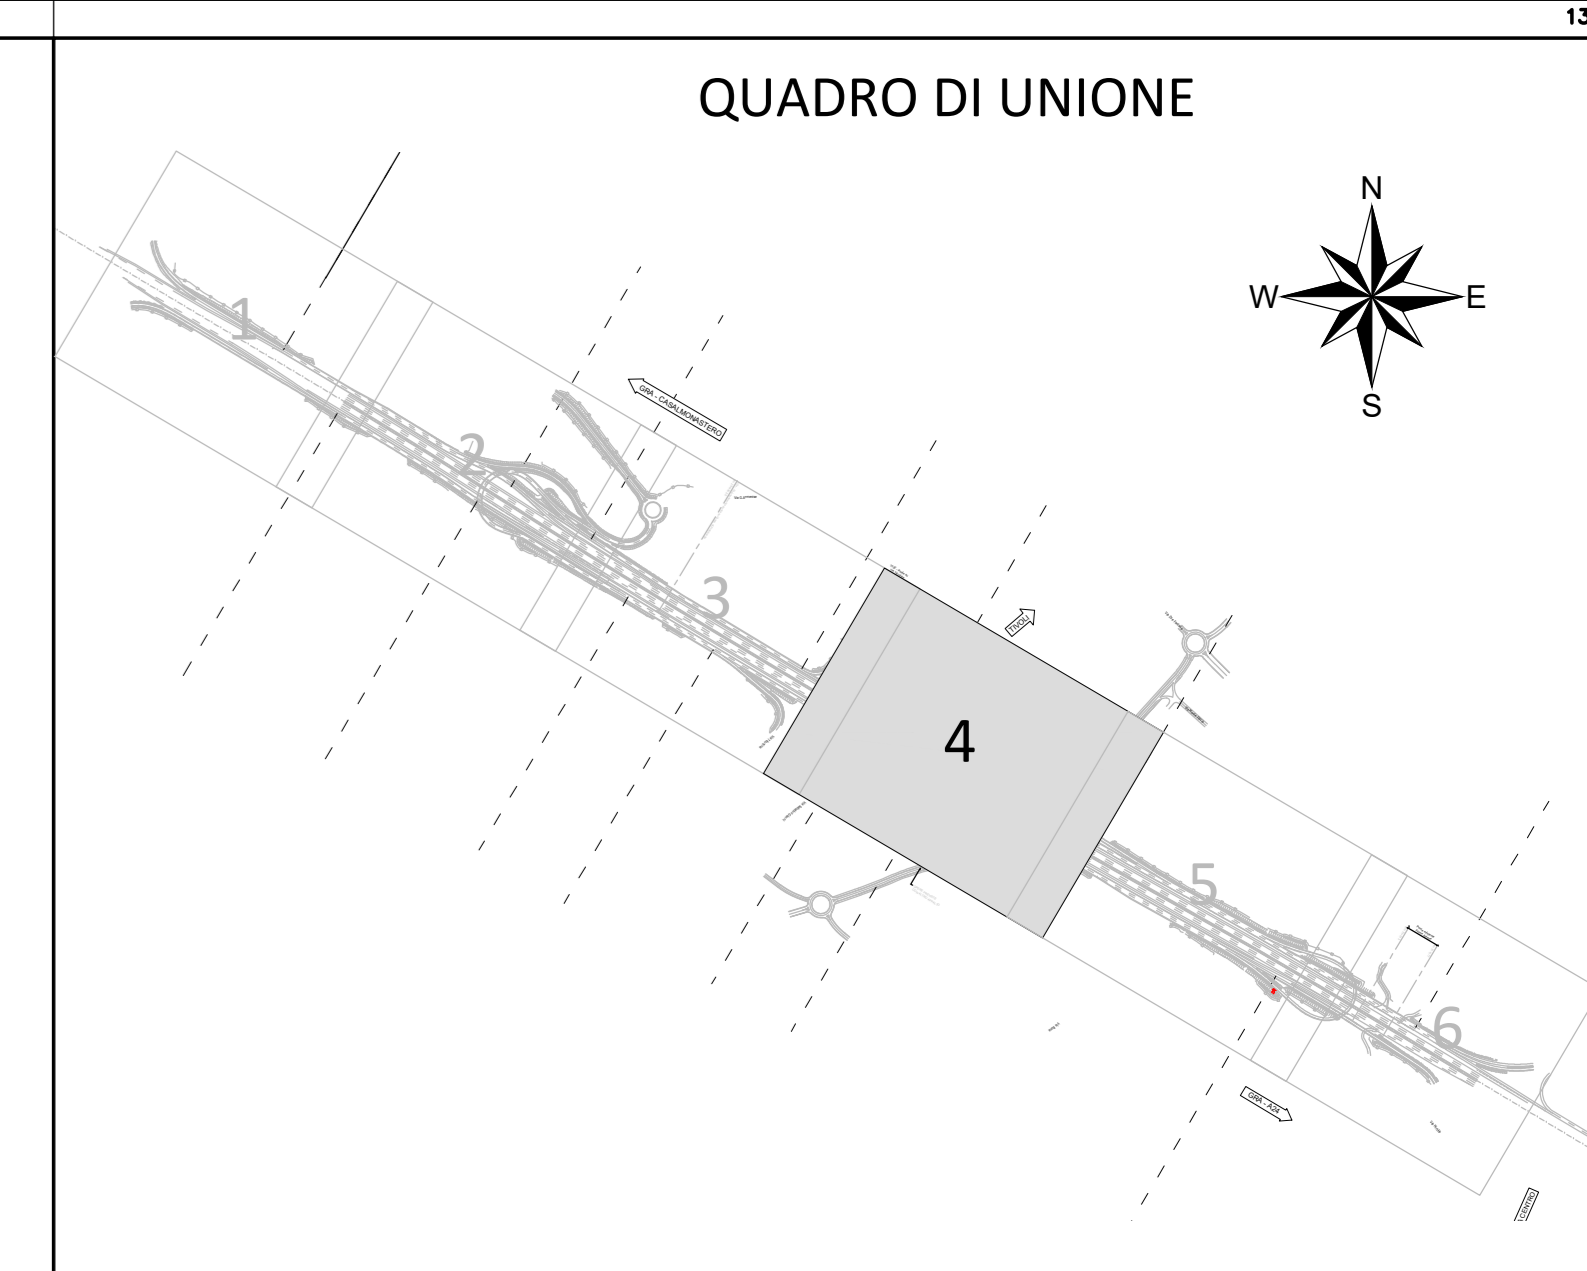 13
QUADRO DI UNIONE
N
W
E
S
1
GRA - CASALMONASTERO
2
3
TIVOLI
4
5
6
GRA - A24
CENTRO